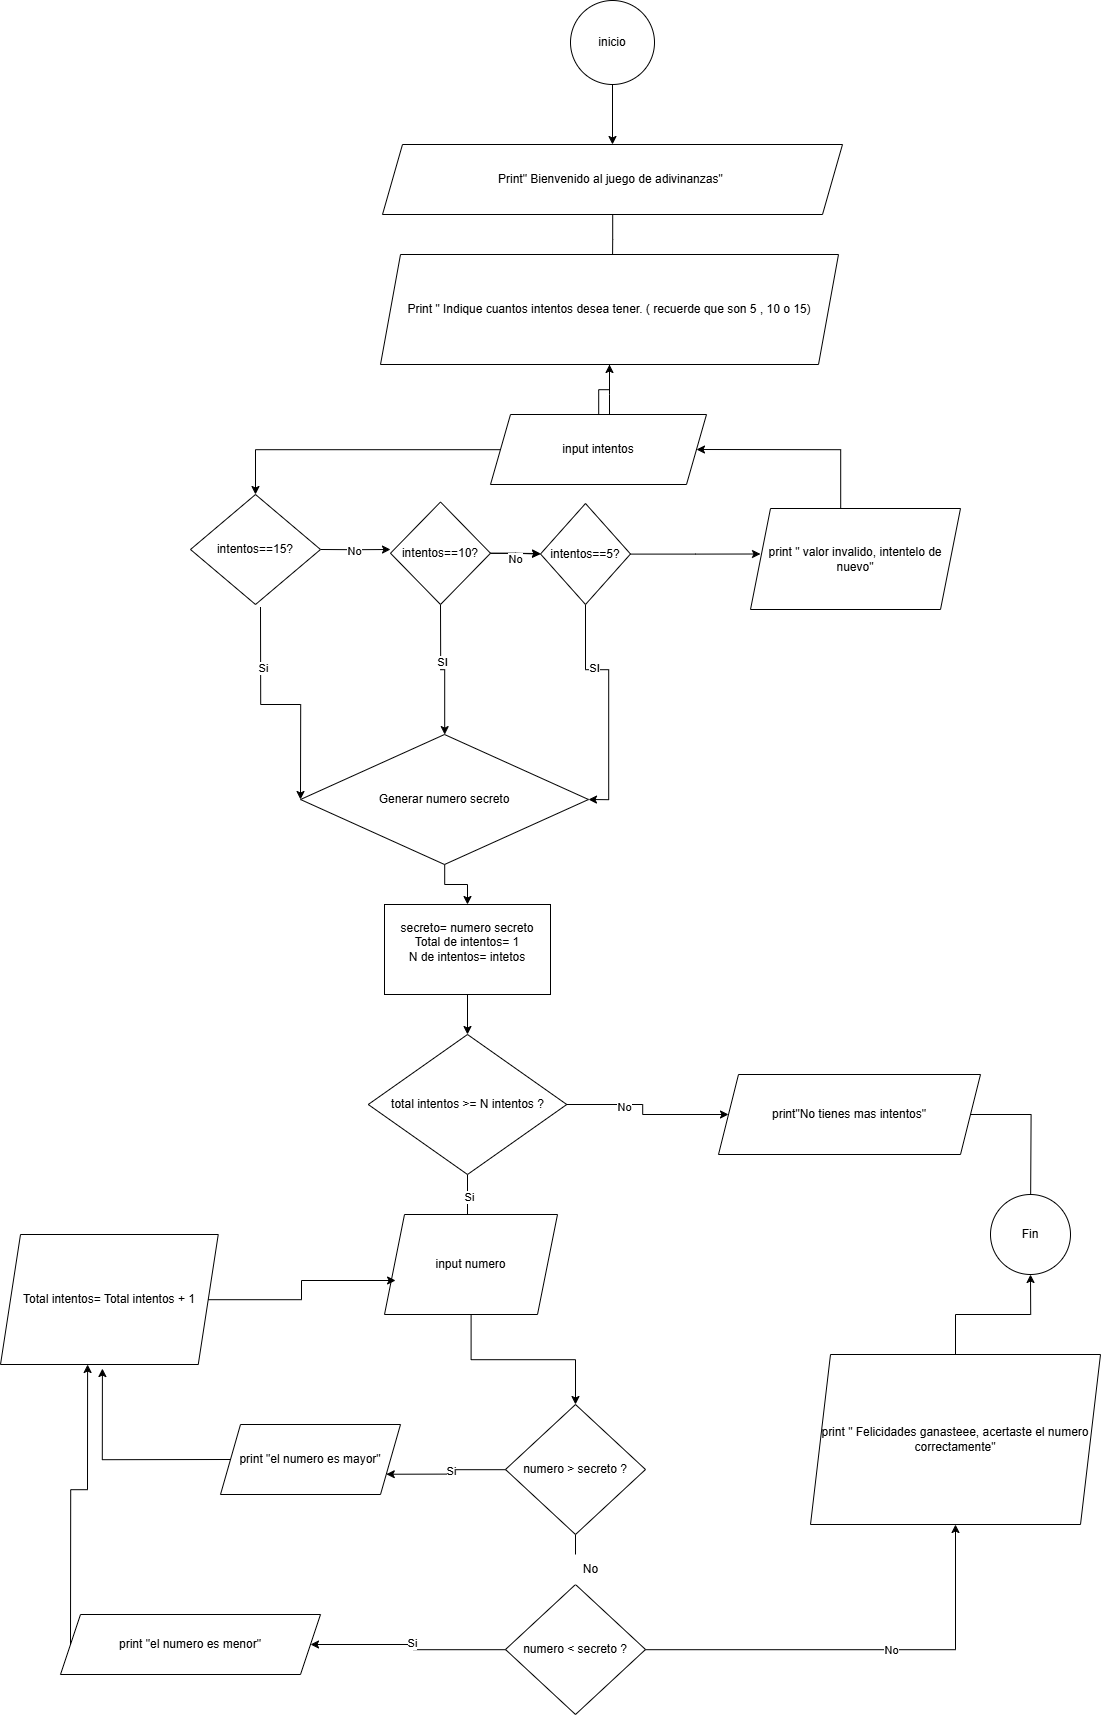 inicio
Print" Bienvenido al juego de adivinanzas"
Print " Indique cuantos intentos desea tener. ( recuerde que son 5 , 10 o 15)
input intentos
intentos==15?
No
intentos==10?
No
intentos==5?
print " valor invalido, intentelo de
nuevo"
Si
SI
SI
Generar numero secreto
secreto= numero secreto
Total de intentos= 1
N de intentos= intetos
total intentos >= N intentos ?
No
print"No tienes mas intentos"
Si
Fin
input numero
Total intentos= Total intentos + 1
print " Felicidades ganasteee, acertaste el numero
correctamente"
print "el numero es mayor"
Si
numero > secreto ?
No
print "el numero es menor"
Si
numero < secreto ?
No